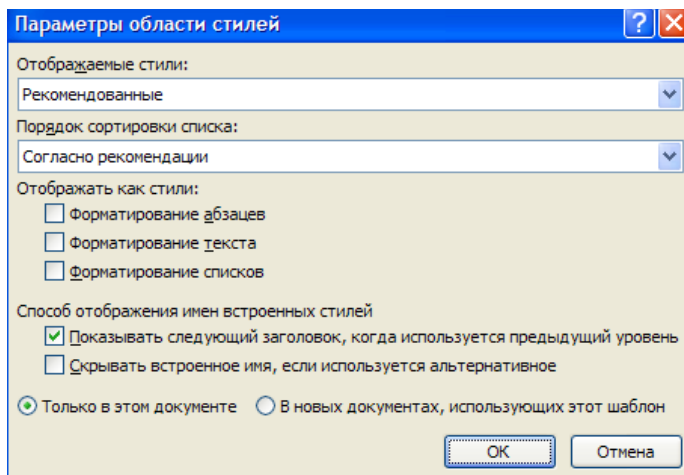 Параметры области стилей
Отображаемые стили:
Рекомендованные
Порядок сортировки списка:
Согласно рекомендации
Отображать как стили:
Форматирование абзацев
Форматирование текста
Форматирование списков
Способ отображения имен встроенных стилей
Показывать следующий заголовок, когда используется предыдущий уровень
Скрывать встроенное имя, если используется альтернативное
Только в этом документе В новых документах, использующих этот шаблон
ОК Отмена